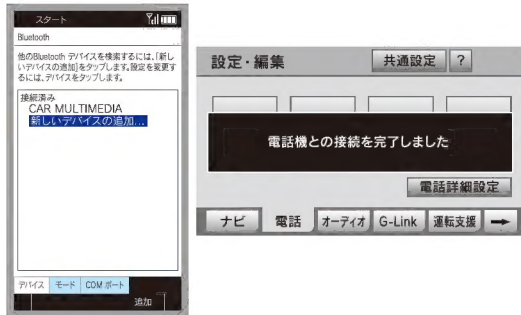 スタート
Bluetooth
他のBluetooth デバイスを検索するには、「新し
いデバイスの追加」をタップします。設定を変更す
るには、デバイスをタップします。
接続済み
CAR MULTIMEDIA
新しいデバイスの追加...
デバイス モード COM ポート
追加
設定・編集 共通設定 ?
電話機との接続を完了しました
電話詳細設定
ナビ 電話 オーディオ G-Link 運転支援